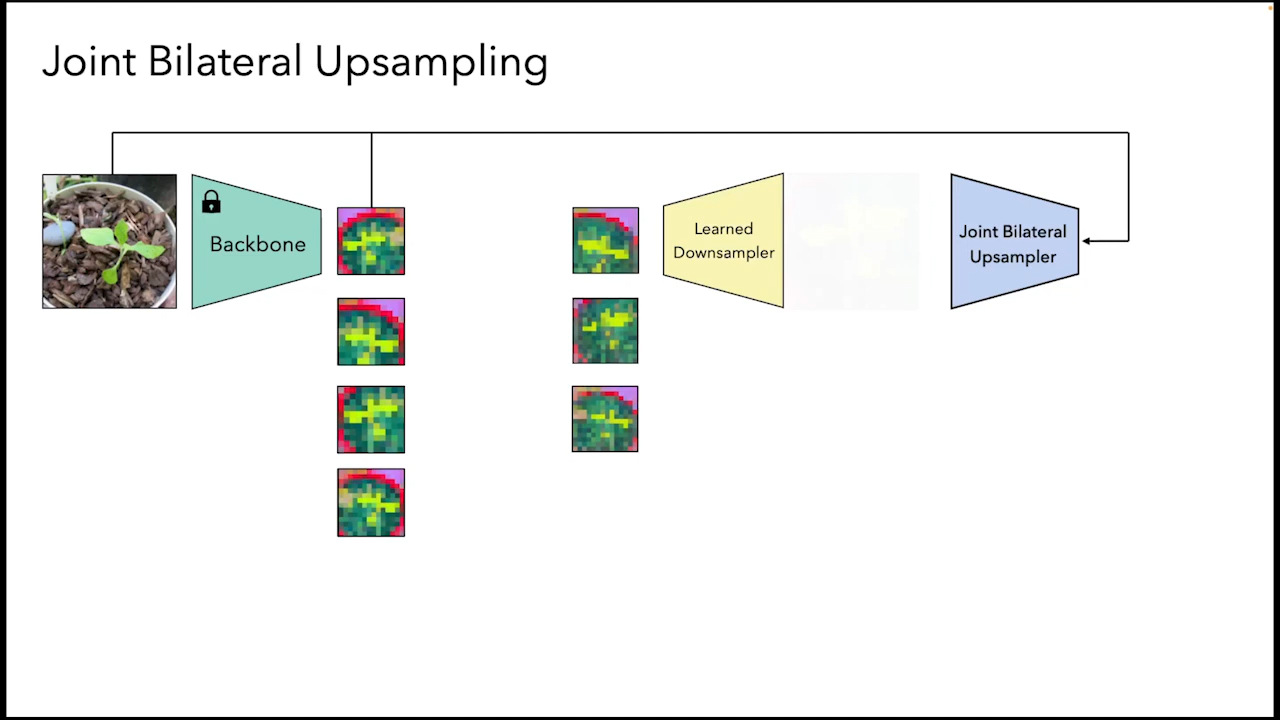 Joint Bilateral Upsampling
Backbone
Learned
Downsampler
Joint Bilateral
Upsampler